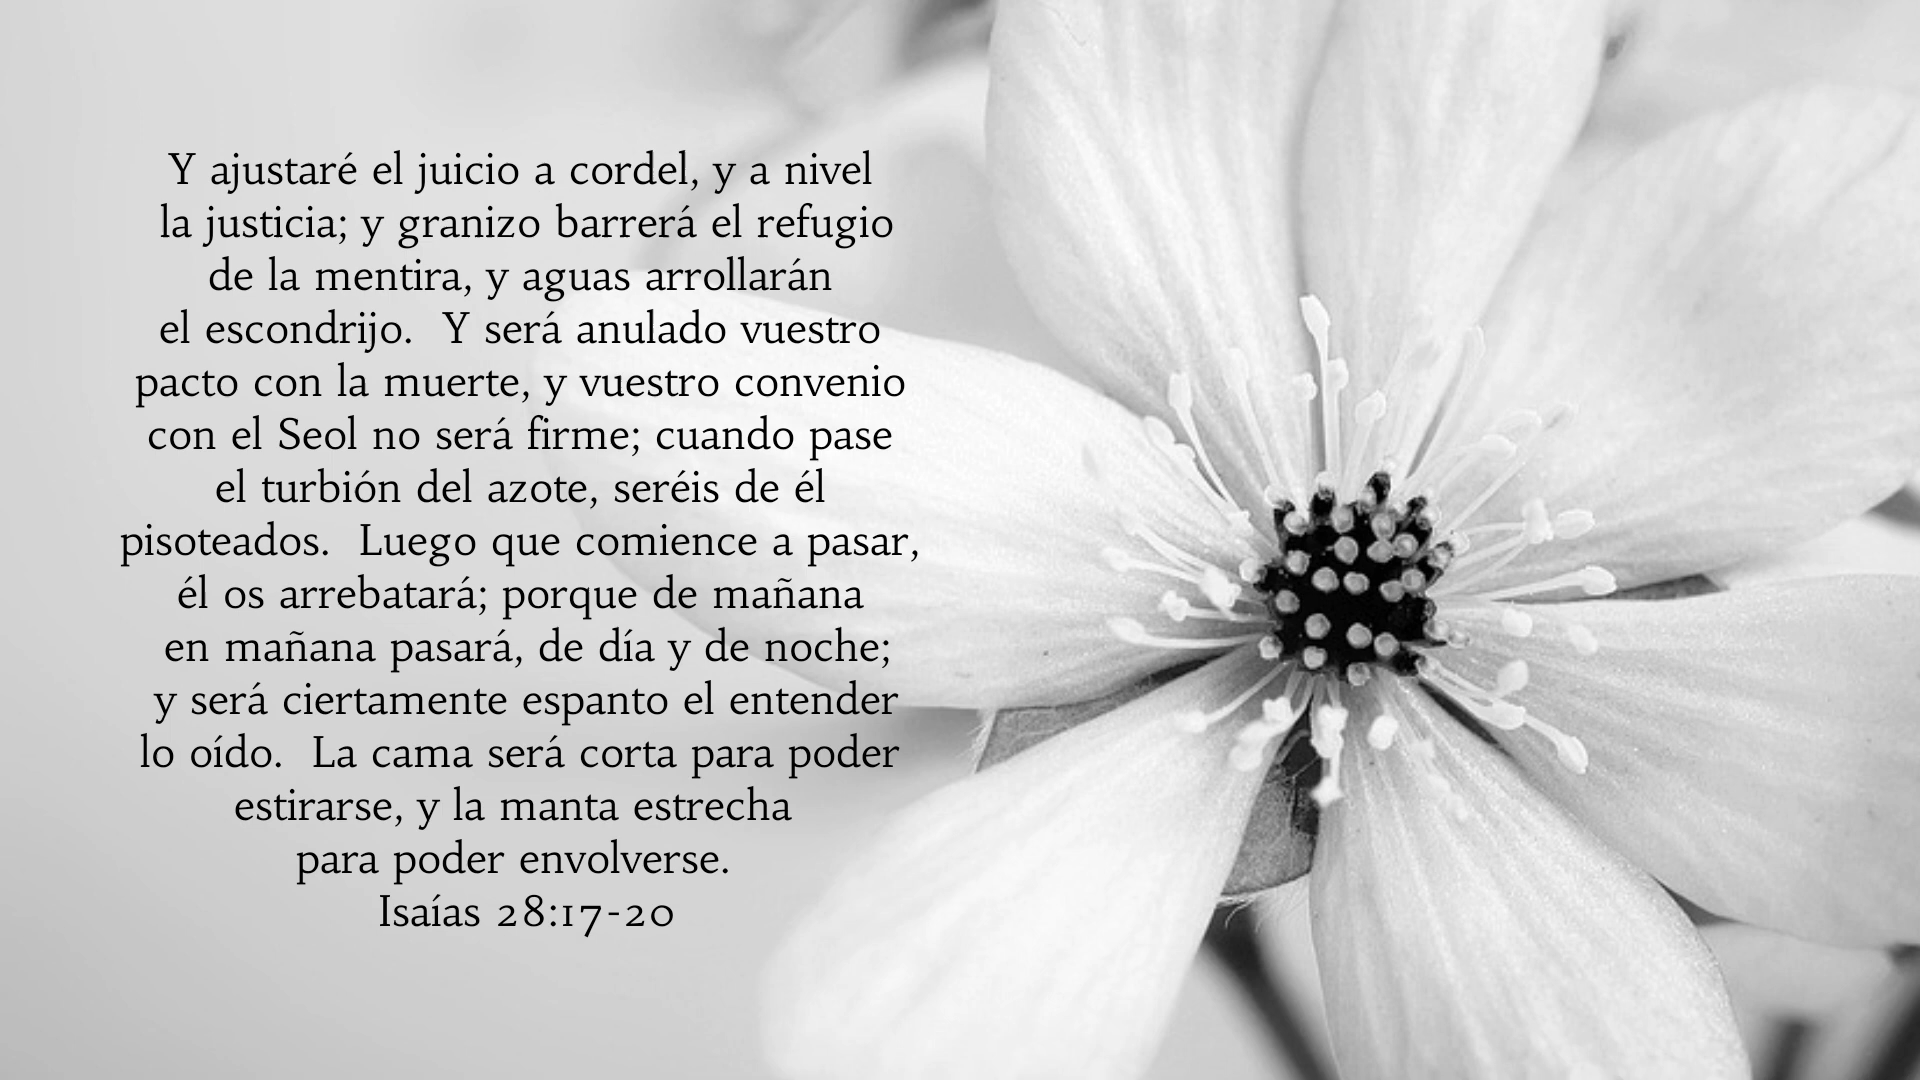 Y ajustaré el juicio a cordel, y a nivel
la justicia; y granizo barrerá el refugio
de la mentira, y aguas arrollarán
el escondrijo.  Y será anulado vuestro
pacto con la muerte, y vuestro convenio
con el Seol no será firme; cuando pase
el turbión del azote, seréis de él
pisoteados.  Luego que comience a pasar,
él os arrebatará; porque de mañana
en mañana pasará, de día y de noche;
y será ciertamente espanto el entender
lo oído.  La cama será corta para poder
estirarse, y la manta estrecha
para poder envolverse.
Isaías 28:17-20